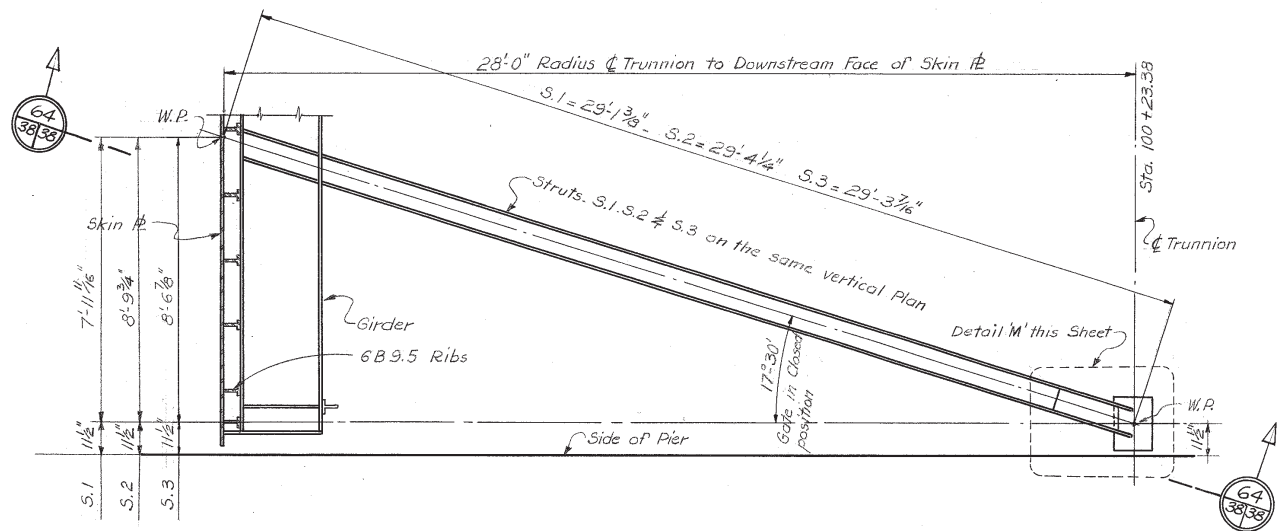 28'-0" Radius ℄ Trunnion to Downstream Face of Skin ℞
S.1 = 29'-1 3/8" - S.2 = 29'-4 1/4" S.3 = 29'-3 7/16"
Sta. 100+23.38
64
38 38
W.P.
Struts. S.1. S.2 & S.3 on the same vertical Plan
Skin ℞
℄ Trunnion
7'-11 11/16"
8'-9 3/4"
8'-6 7/8"
Girder
6B 9.5 Ribs
17°-30'
Gate in Closed
position
Detail 'M' this Sheet
W.P.
11 1/2"
11 1/2"
11 1/2"
11 1/2"
Side of Pier
S.1
S.2
S.3
64
38 38